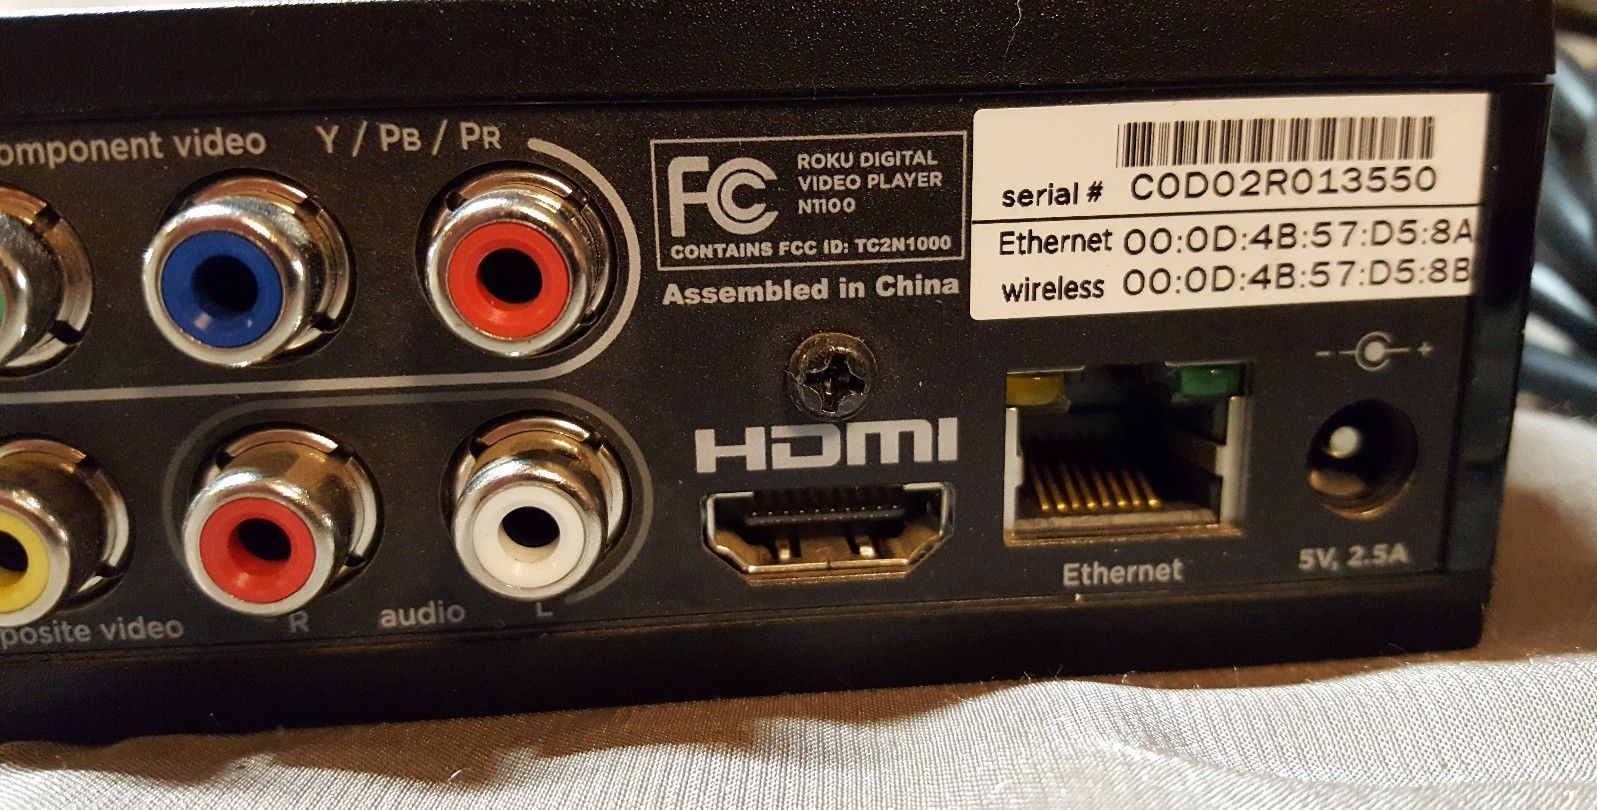 omponent video
Y / PB / PR
FC
ROKU DIGITAL
VIDEO PLAYER
N1100
CONTAINS FCC ID: TC2N1000
Assembled in China
serial # C0D02R013550
Ethernet 00:0D:4B:57:D5:8A
wireless 00:0D:4B:57:D5:8B
- +
HDMI
Ethernet
5V, 2.5A
posite video
R audio L